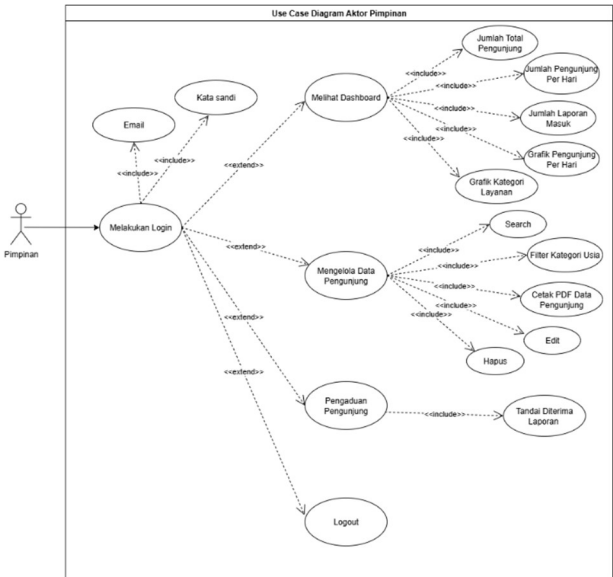 Use Case Diagram Aktor Pimpinan
Jumlah Total
Pengunjung
<<include>>
Jumlah Pengunjung
Per Hari
<<include>>
Kata sandi
Melihat Dashboard
<<include>>
Jumlah Laporan
Masuk
Email
<<include>>
<<include>>
Grafik Pengunjung
Per Hari
<<include>>
<<include>>
<<extend>>
Grafik Kategori
Layanan
Pimpinan
Melakukan Login
Search
<<extend>>
<<include>>
Filter Kategori Usia
<<include>>
Mengelola Data
Pengunjung
<<include>>
Cetak PDF Data
Pengunjung
<<include>>
<<include>>
<<extend>>
Edit
Hapus
<<extend>>
Pengaduan
Pengunjung
<<include>>
Tandai Diterima
Laporan
Logout